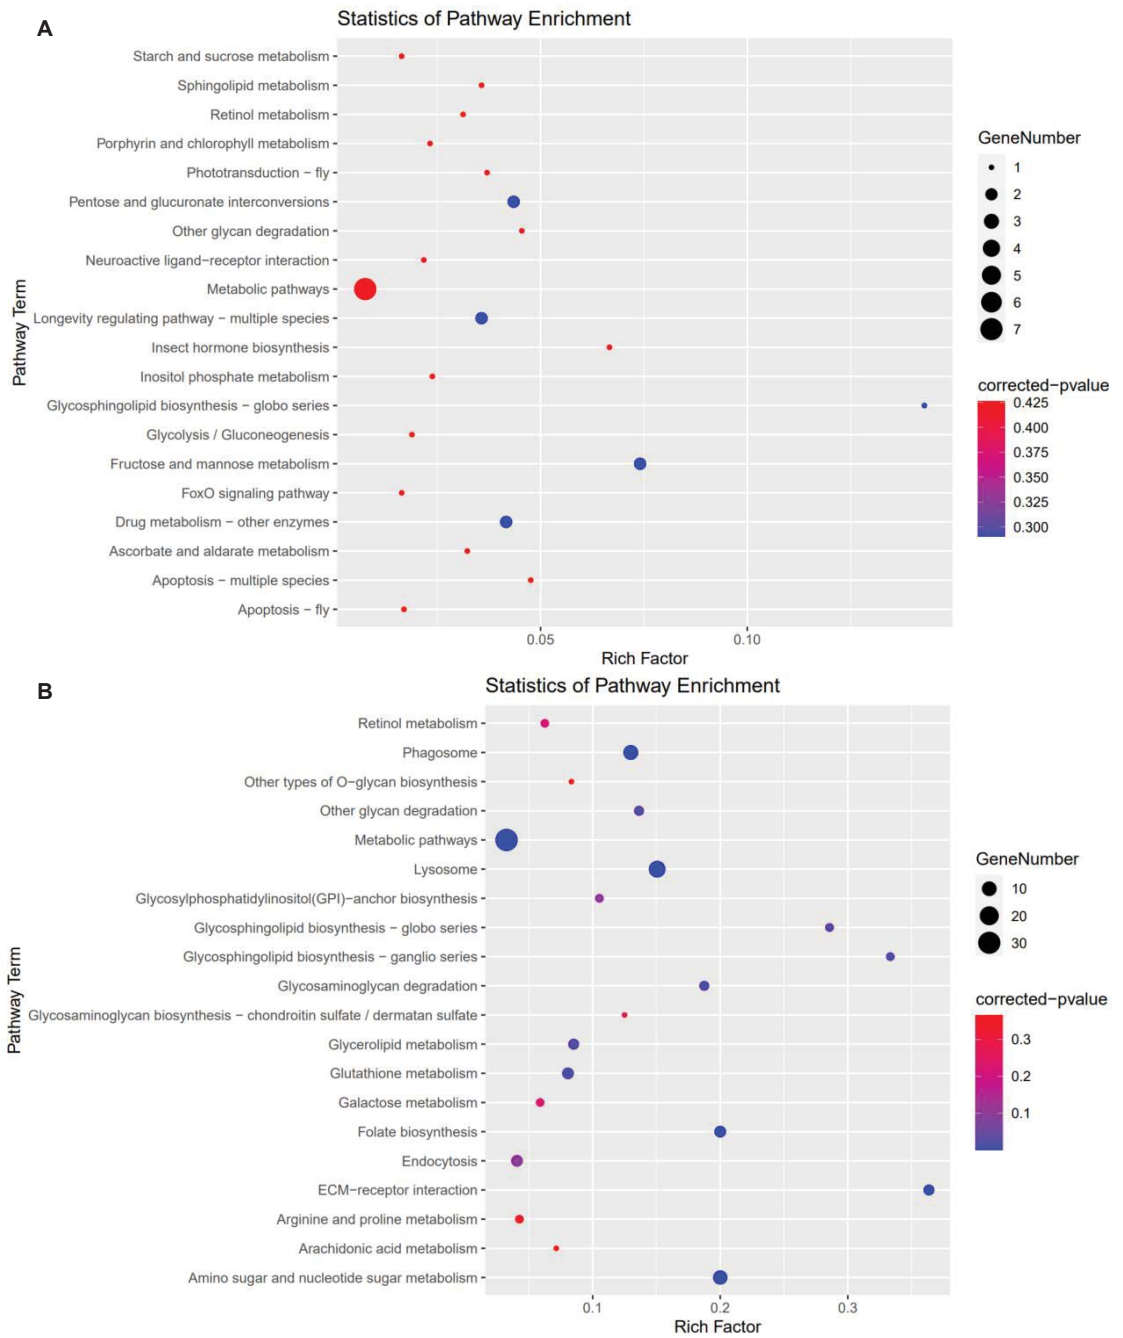 A
Statistics of Pathway Enrichment
Starch and sucrose metabolism
Sphingolipid metabolism
Retinol metabolism
Porphyrin and chlorophyll metabolism
Phototransduction − fly
Pentose and glucuronate interconversions
Other glycan degradation
Neuroactive ligand−receptor interaction
Metabolic pathways
Longevity regulating pathway − multiple species
Insect hormone biosynthesis
Inositol phosphate metabolism
Glycosphingolipid biosynthesis − globo series
Glycolysis / Gluconeogenesis
Fructose and mannose metabolism
FoxO signaling pathway
Drug metabolism − other enzymes
Ascorbate and aldarate metabolism
Apoptosis − multiple species
Apoptosis − fly
Pathway Term
0.05 0.10
Rich Factor
GeneNumber
1
2
3
4
5
6
7
corrected−pvalue
0.425
0.400
0.375
0.350
0.325
0.300
B
Statistics of Pathway Enrichment
Retinol metabolism
Phagosome
Other types of O−glycan biosynthesis
Other glycan degradation
Metabolic pathways
Lysosome
Glycosylphosphatidylinositol(GPI)−anchor biosynthesis
Glycosphingolipid biosynthesis − globo series
Glycosphingolipid biosynthesis − ganglio series
Glycosaminoglycan degradation
Glycosaminoglycan biosynthesis − chondroitin sulfate / dermatan sulfate
Glycerolipid metabolism
Glutathione metabolism
Galactose metabolism
Folate biosynthesis
Endocytosis
ECM−receptor interaction
Arginine and proline metabolism
Arachidonic acid metabolism
Amino sugar and nucleotide sugar metabolism
Pathway Term
0.1 0.2 0.3
Rich Factor
GeneNumber
10
20
30
corrected−pvalue
0.3
0.2
0.1